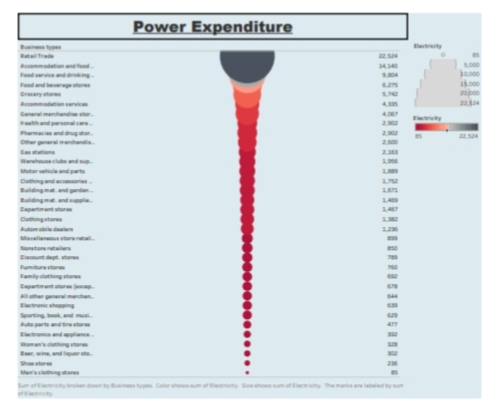 Power Expenditure
Business types
Retail Trade 22,524
Accommodation and food .. 14,140
Food service and drinking.. 9,804
Food and beverage stores 6,275
Grocery stores 5,742
Accommodation services 4,335
General merchandise stor.. 4,067
Health and personal care .. 2,902
Pharmacies and drug stor.. 2,902
Other general merchandis.. 2,600
Gas stations 2,163
Warehouse clubs and sup.. 1,956
Motor vehicle and parts 1,889
Clothing and accessories .. 1,752
Building mat. and garden .. 1,671
Building mat. and supplie.. 1,469
Department stores 1,467
Clothing stores 1,382
Automobile dealers 1,236
Miscellaneous store retail.. 899
Nonstore retailers 850
Discount dept. stores 789
Furniture stores 760
Family clothing stores 692
Department stores (excep.. 678
All other general merchan.. 644
Electronic shopping 639
Sporting, book, and musi.. 629
Auto parts and tire stores 477
Electronics and appliance .. 392
Women's clothing stores 328
Beer, wine, and liquor sto.. 302
Shoe stores 236
Men's clothing stores 85
Electricity
0 85
5,000
10,000
15,000
20,000
22,524
Electricity
85 22,524
Sum of Electricity broken down by Business types. Color shows sum of Electricity. Size shows sum of Electricity. The marks are labeled by sum
of Electricity.